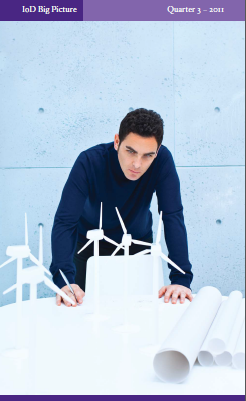 IoD Big Picture
Quarter 3 – 2011